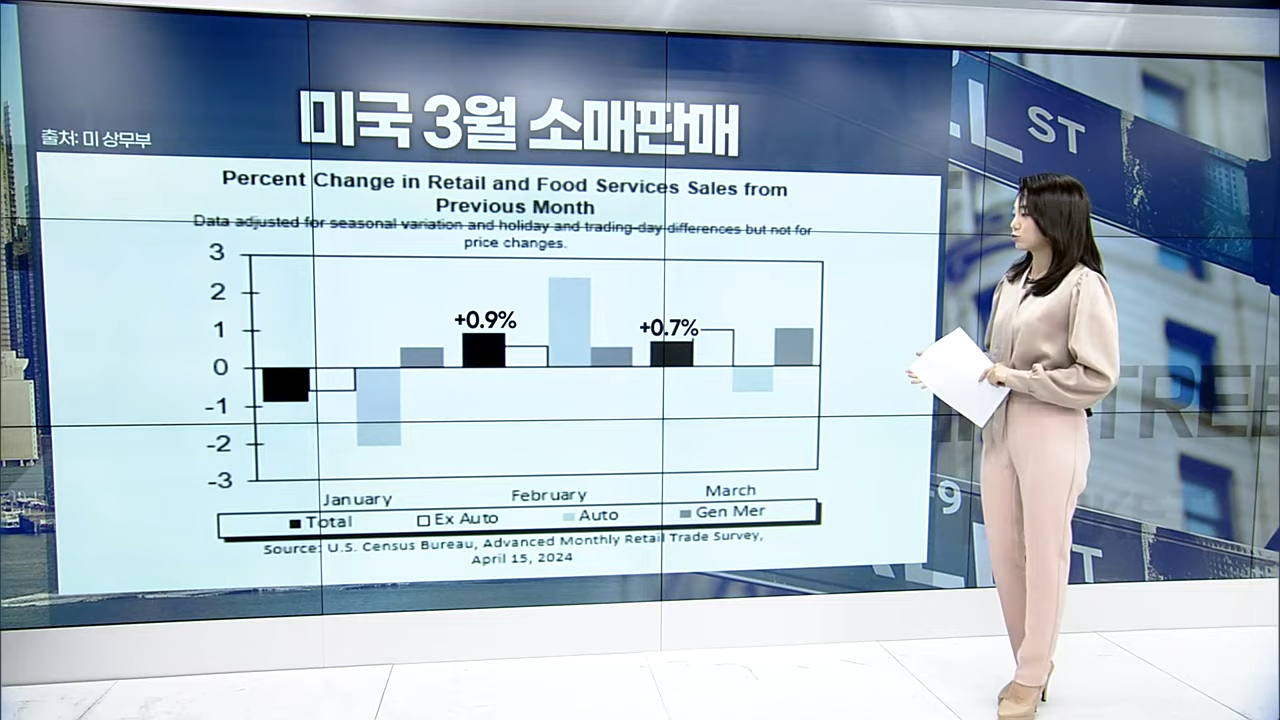 미국 3월 소매판매
출처: 미 상무부
Percent Change in Retail and Food Services Sales from
Previous Month
Data adjusted for seasonal variation and holiday and trading-day differences but not for
price changes.
3
2
1
0
-1
-2
-3
+0.9%
+0.7%
January February March
Total Ex Auto Auto Gen Mer
Source: U.S. Census Bureau, Advanced Monthly Retail Trade Survey,
April 15, 2024
ST